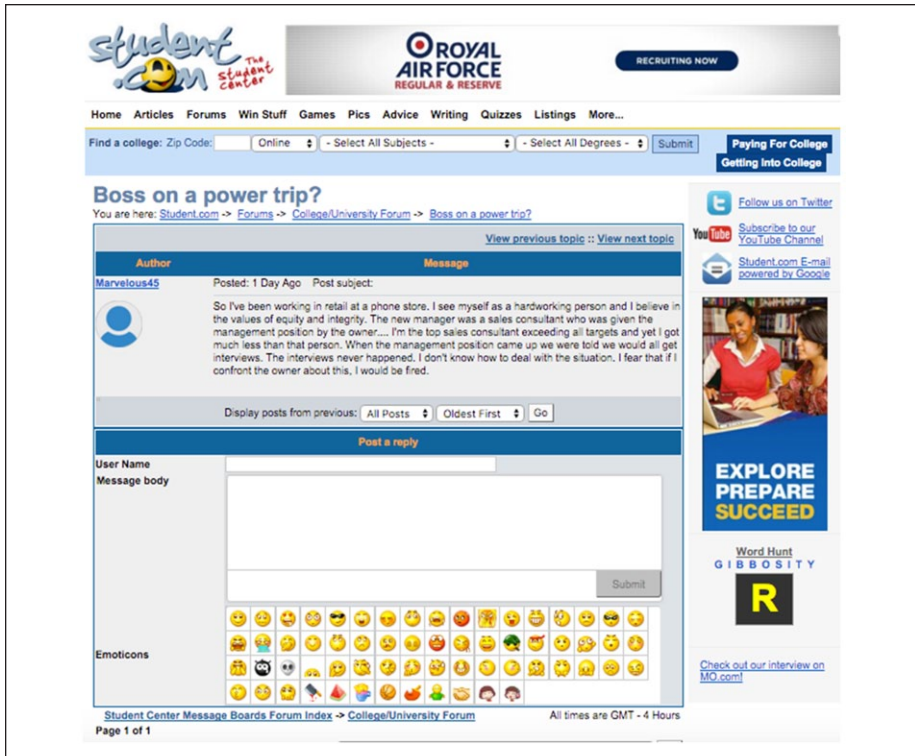 student
.com
The
student
center
ROYAL
AIR FORCE
REGULAR & RESERVE
RECRUITING NOW
Home Articles Forums Win Stuff Games Pics Advice Writing Quizzes Listings More...
Find a college: Zip Code: Online - Select All Subjects - - Select All Degrees - Submit
Paying For College
Getting Into College
Boss on a power trip?
You are here: Student.com -> Forums -> College/University Forum -> Boss on a power trip?
View previous topic :: View next topic
Author Message
Marvelous45 Posted: 1 Day Ago Post subject:
So I've been working in retail at a phone store. I see myself as a hardworking person and I believe in
the values of equity and integrity. The new manager was a sales consultant who was given the
management position by the owner.... I'm the top sales consultant exceeding all targets and yet I got
much less than that person. When the management position came up we were told we would all get
interviews. The interviews never happened. I don't know how to deal with the situation. I fear that if I
confront the owner about this, I would be fired.
Display posts from previous: All Posts Oldest First Go
Post a reply
User Name
Message body
Submit
Emoticons
Student Center Message Boards Forum Index -> College/University Forum All times are GMT - 4 Hours
Page 1 of 1
Follow us on Twitter
You Tube
Subscribe to our
YouTube Channel
Student.com E-mail
powered by Google
EXPLORE
PREPARE
SUCCEED
Word Hunt
GIBBOSITY
R
Check out our interview on
MO.com!